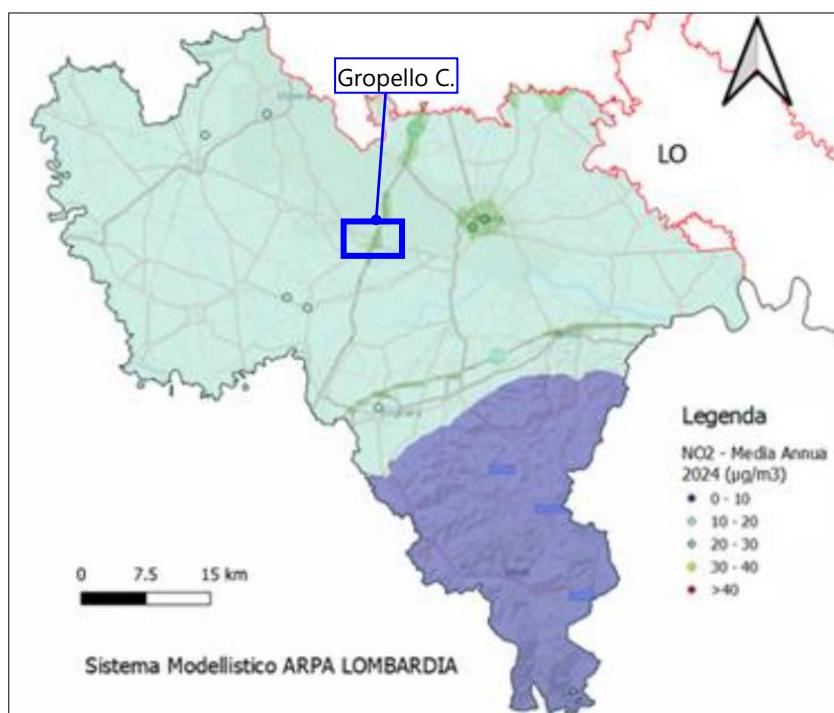 Gropello C.
LO
Legenda
NO2 - Media Annua
2024 (µg/m3)
0 - 10
10 - 20
20 - 30
30 - 40
>40
0 7.5 15 km
Sistema Modellistico ARPA LOMBARDIA